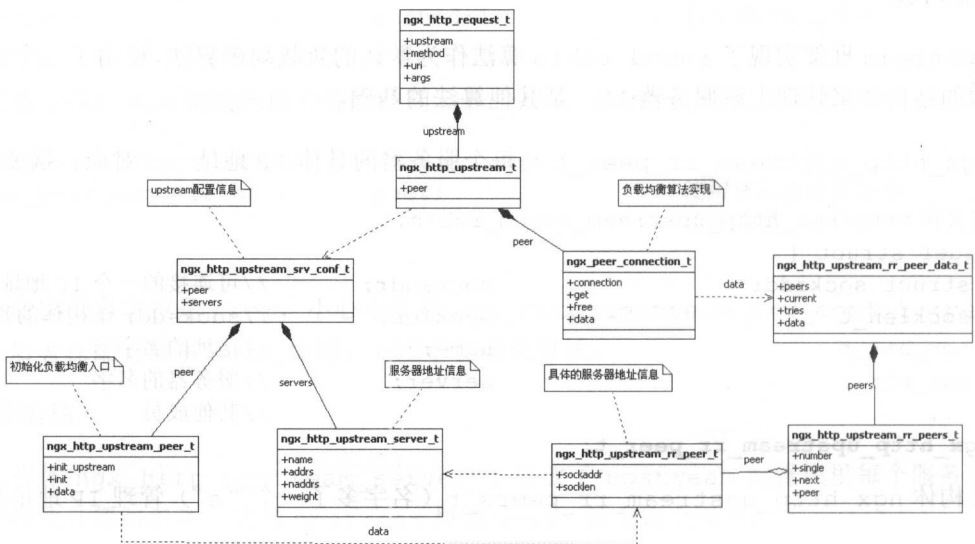 ngx_http_request_t
+upstream
+method
+uri
+args
upstream
ngx_http_upstream_t
+peer
upstream配置信息
负载均衡算法实现
peer
ngx_http_upstream_srv_conf_t
+peer
+servers
ngx_peer_connection_t
+connection
+get
+free
+data
data
ngx_http_upstream_rr_peer_data_t
+peers
+current
+tries
+data
初始化负载均衡入口
peer
servers
服务器地址信息
具体的服务器地址信息
peers
ngx_http_upstream_peer_t
+init_upstream
+init
+data
ngx_http_upstream_server_t
+name
+addrs
+naddrs
+weight
ngx_http_upstream_rr_peer_t
+sockaddr
+socklen
peer
ngx_http_upstream_rr_peers_t
+number
+single
+next
+peer
data